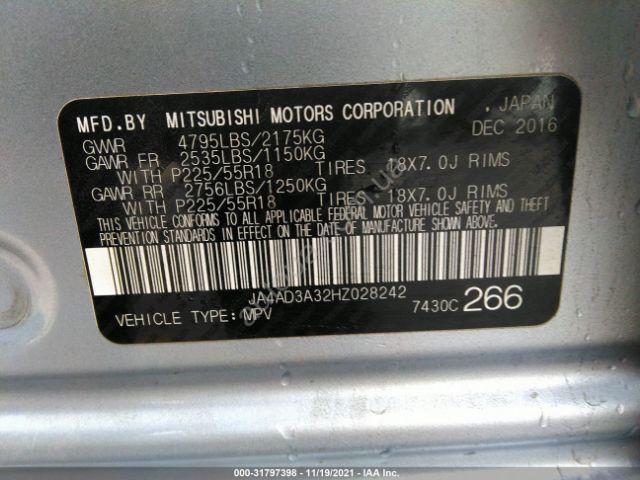 MFD.BY MITSUBISHI MOTORS CORPORATION . JAPAN
GVWR 4795LBS/2175KG DEC 2016
GAWR FR 2535LBS/1150KG
WITH P225/55R18 TIRES. 18X7.0J RIMS
GAWR RR 2756LBS/1250KG
WITH P225/55R18 TIRES. 18X7.0J RIMS
THIS VEHICLE CONFORMS TO ALL APPLICABLE FEDERAL MOTOR VEHICLE SAFETY AND THEFT
PREVENTION STANDARDS IN EFFECT ON THE DATE OF MANUFACTURE SHOWN ABOVE.
JA4AD3A32HZ028242
VEHICLE TYPE: MPV 7430C 266
000-31797398 - 11/19/2021 - IAA Inc.